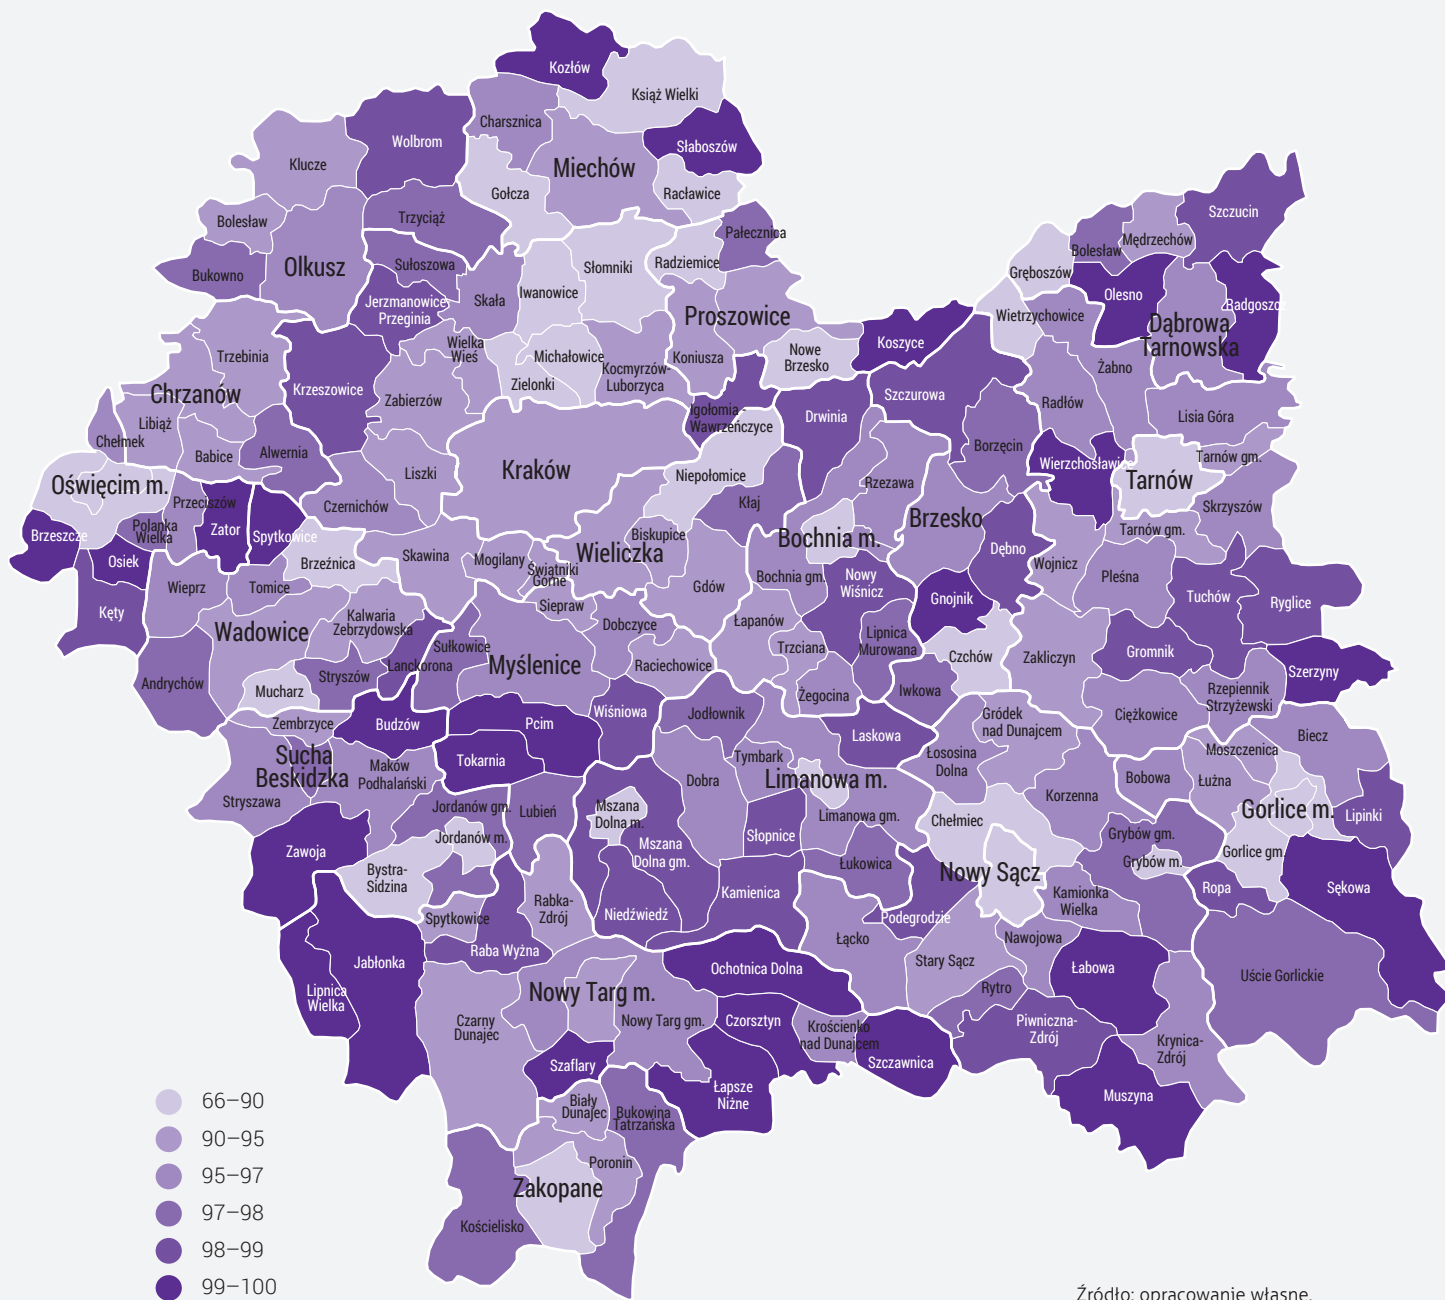 Kozłów
Książ Wielki
Charsznica
Wolbrom
Słaboszów
Klucze
Miechów
Gołcza
Racławice
Szczucin
Bolesław
Trzyciąż
Pałecznica
Bolesław
Mędrzechów
Olkusz
Sułoszowa
Słomniki
Radziemice
Gręboszów
Bukowno
Iwanowice
Olesno
Radgoszcz
Jerzmanowice-
Przeginia
Skała
Proszowice
Wietrzychowice
Dąbrowa
Tarnowska
Trzebinia
Wielka
Wieś
Michałowice
Koniusza
Nowe
Brzesko
Koszyce
Żabno
Kocmyrzów-
Luborzyca
Chrzanów
Krzeszowice
Zabierzów
Zielonki
Szczurowa
Radłów
Igołomia -
Wawrzeńczyce
Drwinia
Lisia Góra
Libiąż
Chełmek
Babice
Alwernia
Borzęcin
Liszki
Kraków
Niepołomice
Wierzchosławice
Tarnów gm.
Oświęcim m.
Rzezawa
Tarnów
Przeciszów
Czernichów
Kłaj
Skrzyszów
Polanka
Wielka
Zator
Spytkowice
Brzeszcze
Biskupice
Bochnia m.
Brzesko
Tarnów gm.
Wieliczka
Osiek
Brzeźnica
Skawina
Mogilany
Świątniki
Górne
Dębno
Wojnicz
Wieprz
Tomice
Gdów
Bochnia gm.
Nowy
Wiśnicz
Pleśna
Kęty
Kalwaria
Zebrzydowska
Siepraw
Gnojnik
Tuchów
Ryglice
Wadowice
Dobczyce
Łapanów
Sułkowice
Trzciana
Lipnica
Murowana
Lanckorona
Myślenice
Raciechowice
Czchów
Zakliczyn
Gromnik
Andrychów
Stryszów
Szerzyny
Mucharz
Żegocina
Iwkowa
Rzepiennik
Strzyżewski
Zembrzyce
Budzów
Pcim
Wiśniowa
Jodłownik
Gródek
nad Dunajcem
Ciężkowice
Laskowa
Biecz
Sucha
Beskidzka
Tokarnia
Tymbark
Łososina
Dolna
Moszczenica
Maków
Podhalański
Dobra
Limanowa m.
Bobowa
Łużna
Stryszawa
Korzenna
Jordanów gm.
Lubień
Mszana
Dolna m.
Limanowa gm.
Chełmiec
Gorlice m.
Lipinki
Jordanów m.
Słopnice
Grybów gm.
Zawoja
Mszana
Dolna gm.
Łukowica
Grybów m.
Gorlice gm.
Bystra-
Sidzina
Nowy Sącz
Rabka-
Zdrój
Kamienica
Kamionka
Wielka
Ropa
Sękowa
Spytkowice
Niedźwiedź
Podegrodzie
Raba Wyżna
Łącko
Nawojowa
Jabłonka
Ochotnica Dolna
Stary Sącz
Łabowa
Uście Gorlickie
Lipnica
Wielka
Nowy Targ m.
Rytro
Czarny
Dunajec
Nowy Targ gm.
Czorsztyn
Krościenko
nad Dunajcem
Piwniczna-
Zdrój
Krynica-
Zdrój
Szaflary
Szczawnica
Łapsze
Niżne
Muszyna
Biały
Dunajec
Bukowina
Tatrzańska
Poronin
Zakopane
Kościelisko
66–90
90–95
95–97
97–98
98–99
99–100
Źródło: opracowanie własne.